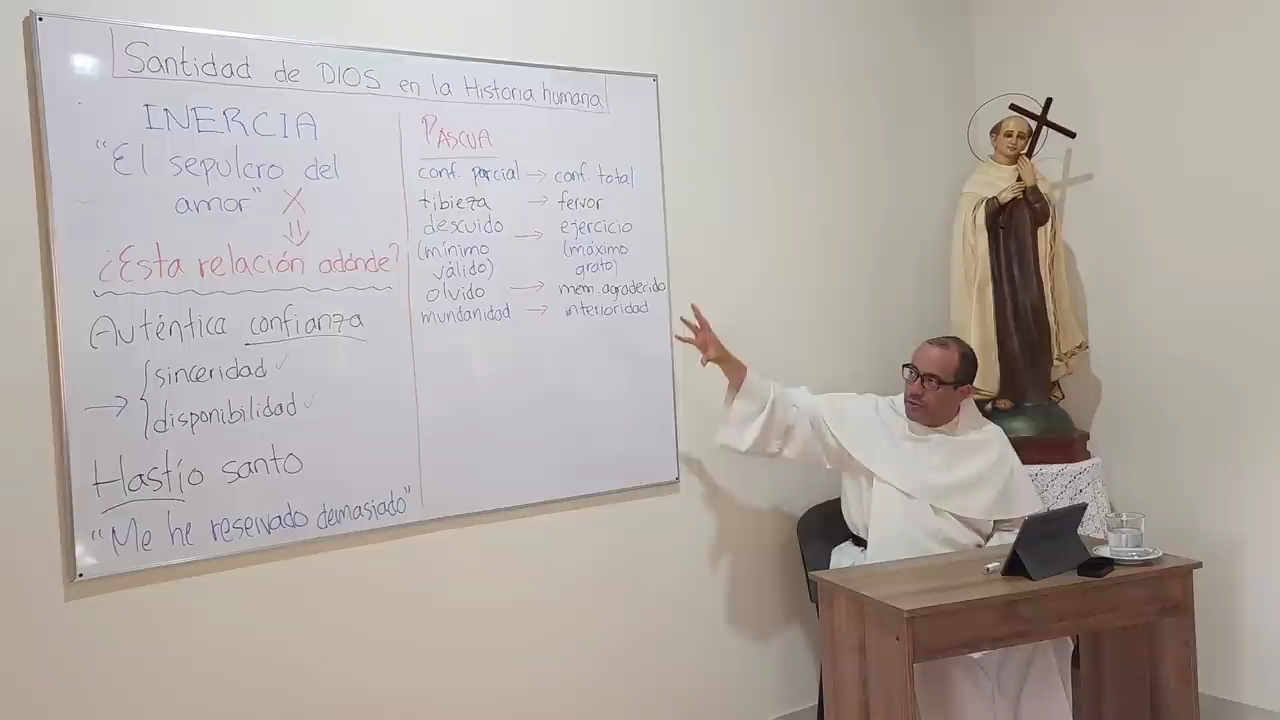 Santidad de DIOS en la Historia humana
INERCIA
"El sepulcro del
amor" X
¿Esta relación adónde?
Auténtica confianza
sinceridad ✓
→ disponibilidad ✓
Hastío santo
"Me he reservado demasiado"
PASCUA
conf. parcial → conf. total
tibieza → fervor
descuido → ejercicio
(mínimo (máximo
válido) grato)
olvido → mem. agradecido
mundanidad → interioridad